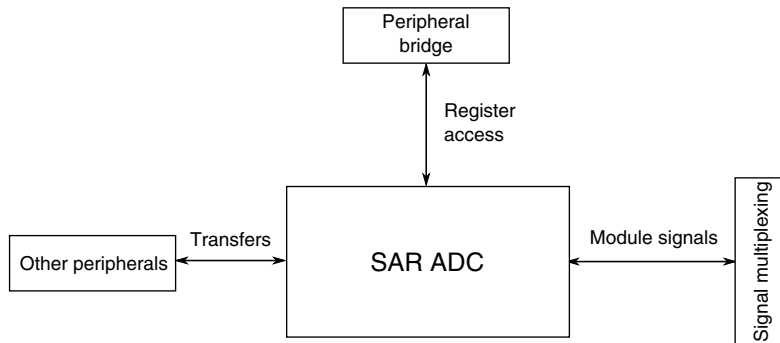 Peripheral
bridge
Register
access
Transfers
Module signals
Other peripherals
SAR ADC
Signal multiplexing